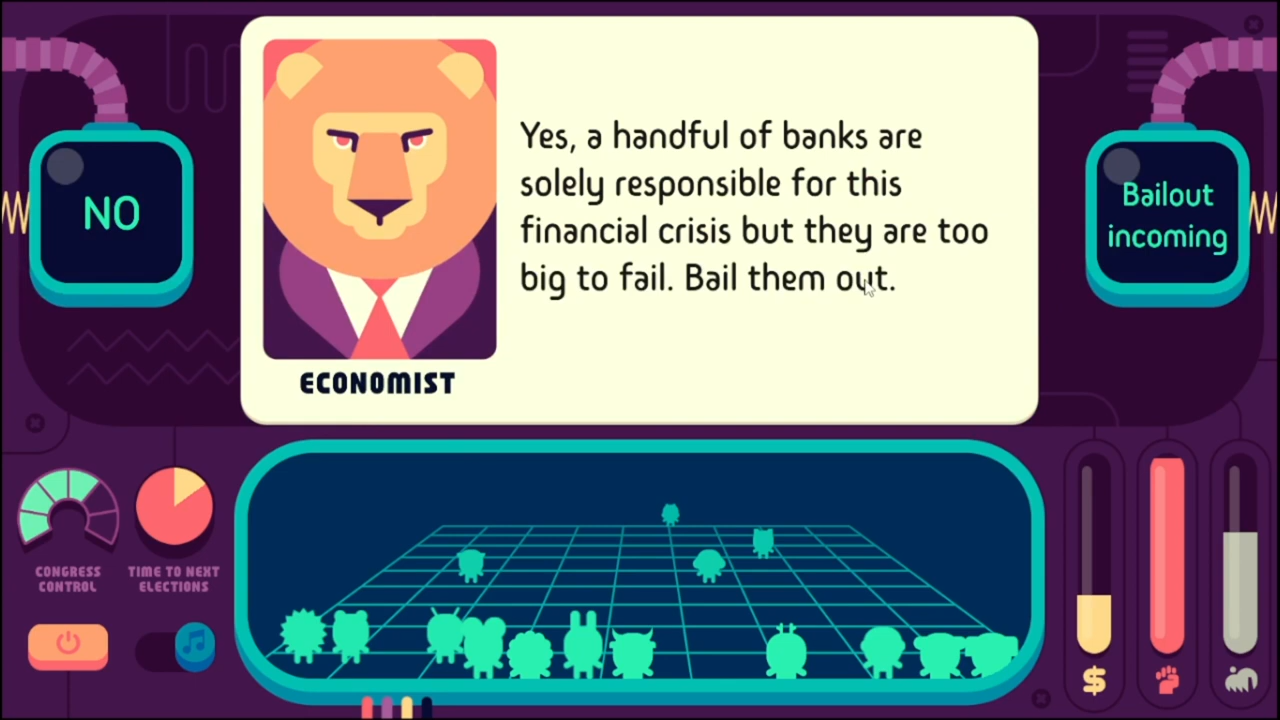 NO
Yes, a handful of banks are
solely responsible for this
financial crisis but they are too
big to fail. Bail them out.
ECONOMIST
Bailout
incoming
CONGRESS
CONTROL
TIME TO NEXT
ELECTIONS
$